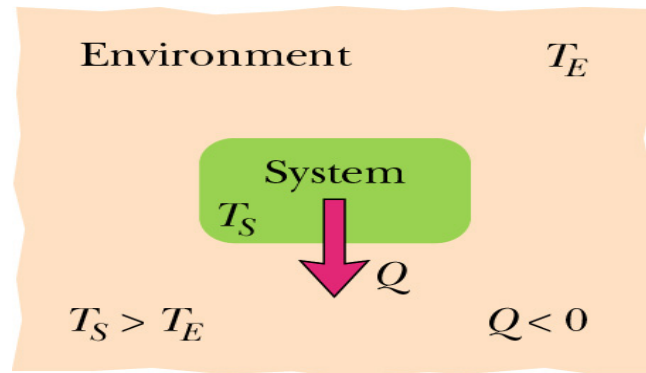 Environment T_E
System
T_S
Q
T_S > T_E Q < 0